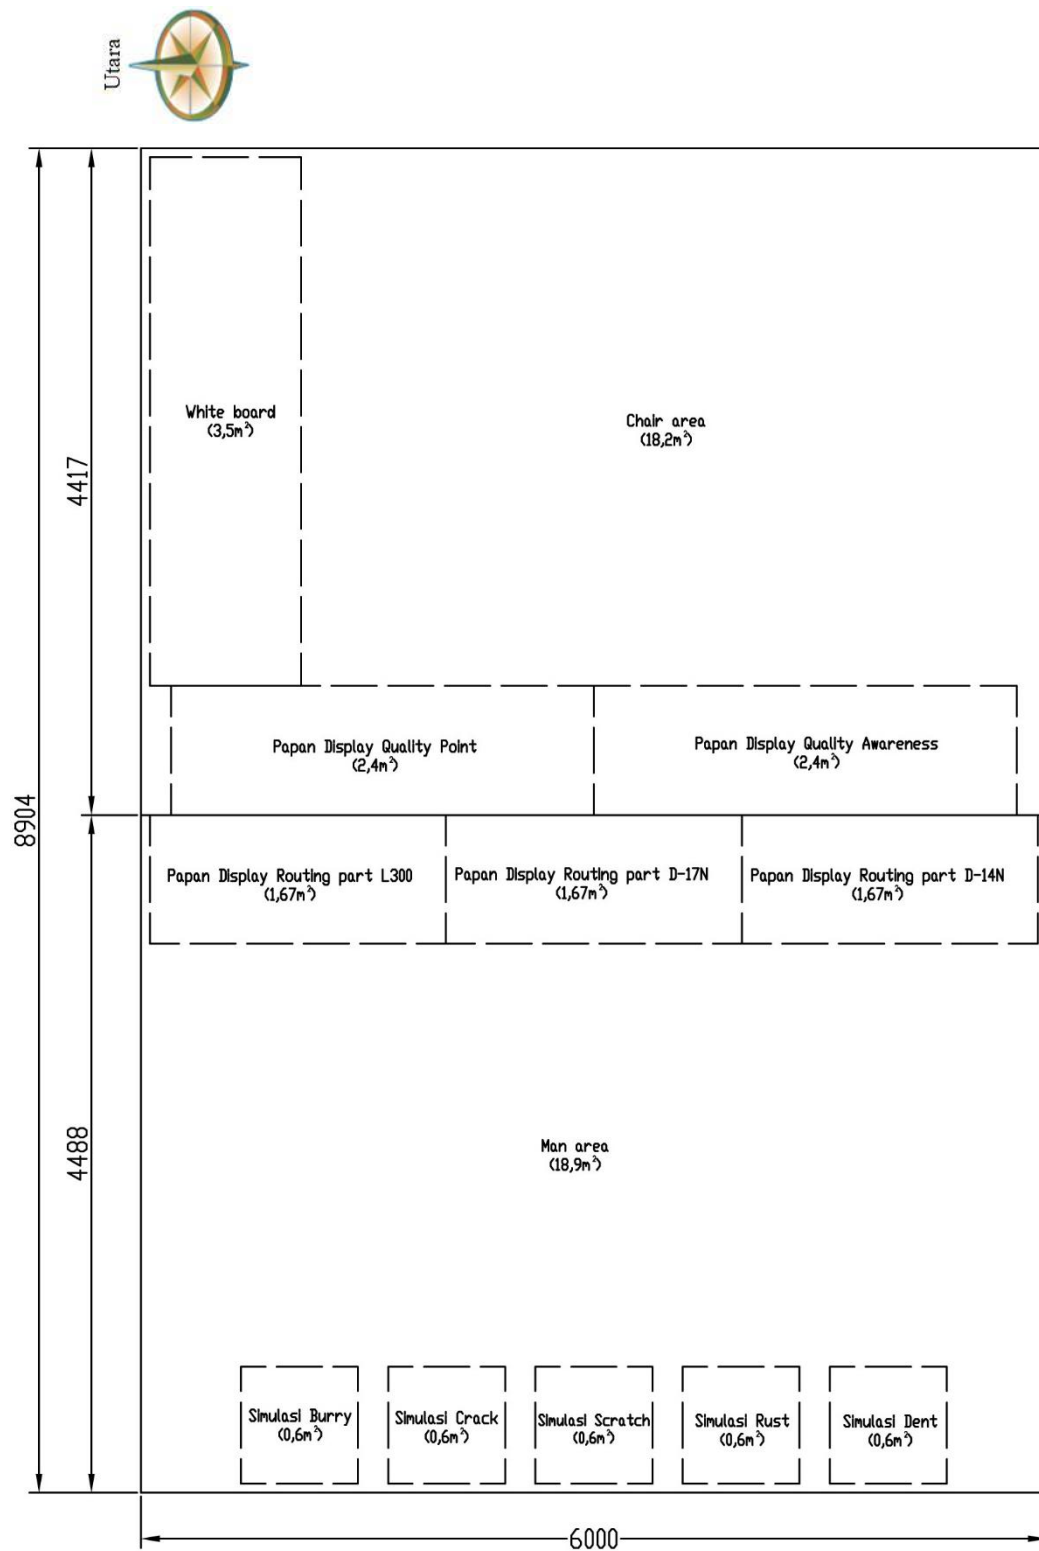 Utara
White board
(3,5m²)
Chair area
(18,2m²)
4417
Papan Display Quality Point
(2,4m²)
Papan Display Quality Awareness
(2,4m²)
8904
Papan Display Routing part L300
(1,67m²)
Papan Display Routing part D-17N
(1,67m²)
Papan Display Routing part D-14N
(1,67m²)
4488
Man area
(18,9m²)
Simulasi Burry
(0,6m²)
Simulasi Crack
(0,6m²)
Simulasi Scratch
(0,6m²)
Simulasi Rust
(0,6m²)
Simulasi Dent
(0,6m²)
6000